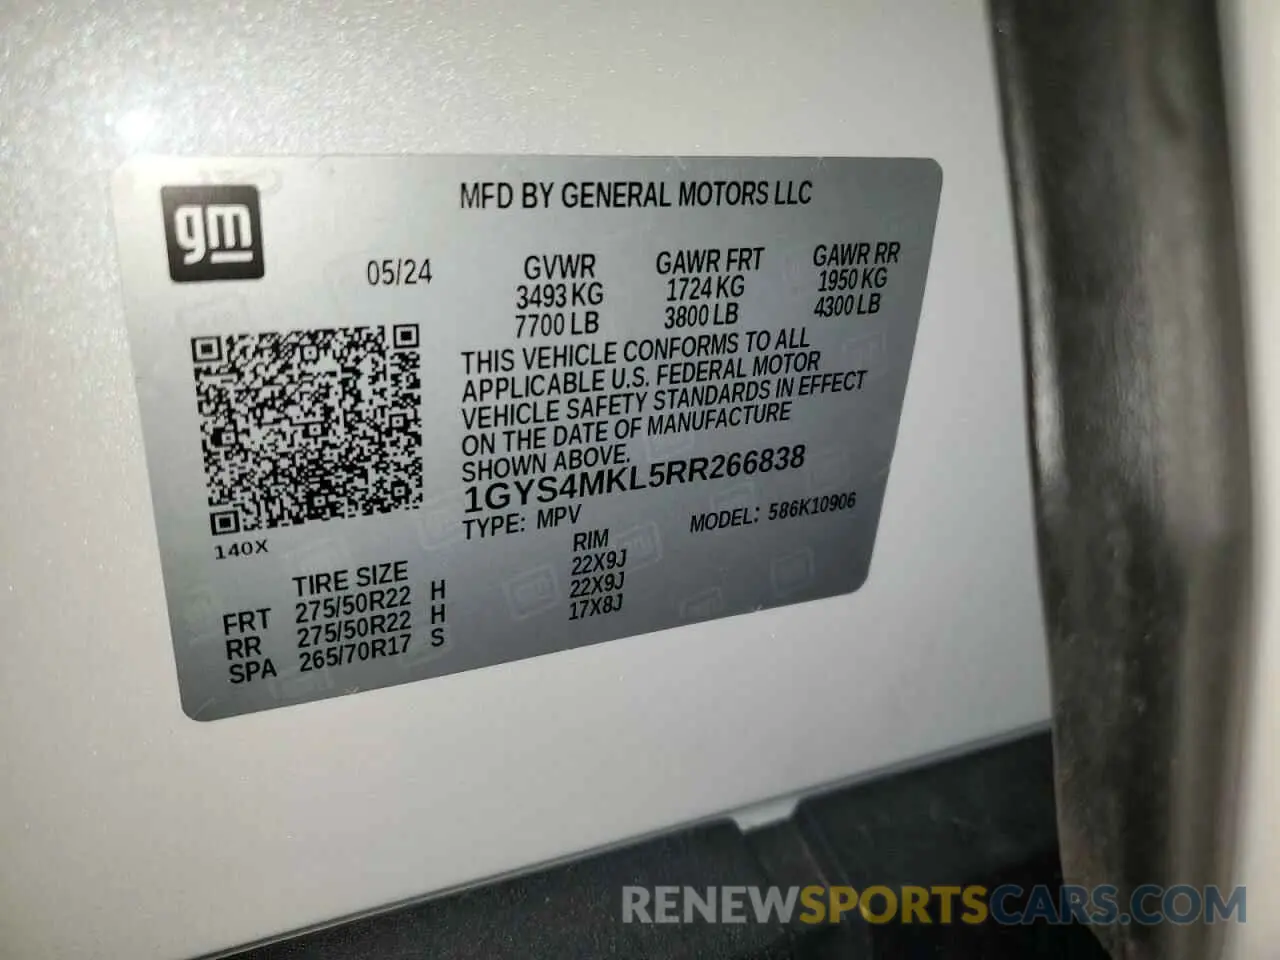 gm
MFD BY GENERAL MOTORS LLC
05/24
GVWR GAWR FRT GAWR RR
3493 KG 1724 KG 1950 KG
7700 LB 3800 LB 4300 LB
THIS VEHICLE CONFORMS TO ALL
APPLICABLE U.S. FEDERAL MOTOR
VEHICLE SAFETY STANDARDS IN EFFECT
ON THE DATE OF MANUFACTURE
SHOWN ABOVE.
1GYS4MKL5RR266838
TYPE: MPV MODEL: 586K10906
140X
TIRE SIZE RIM
FRT 275/50R22 H 22X9J
RR 275/50R22 H 22X9J
SPA 265/70R17 S 17X8J
RENEWSPORTSCARS.COM